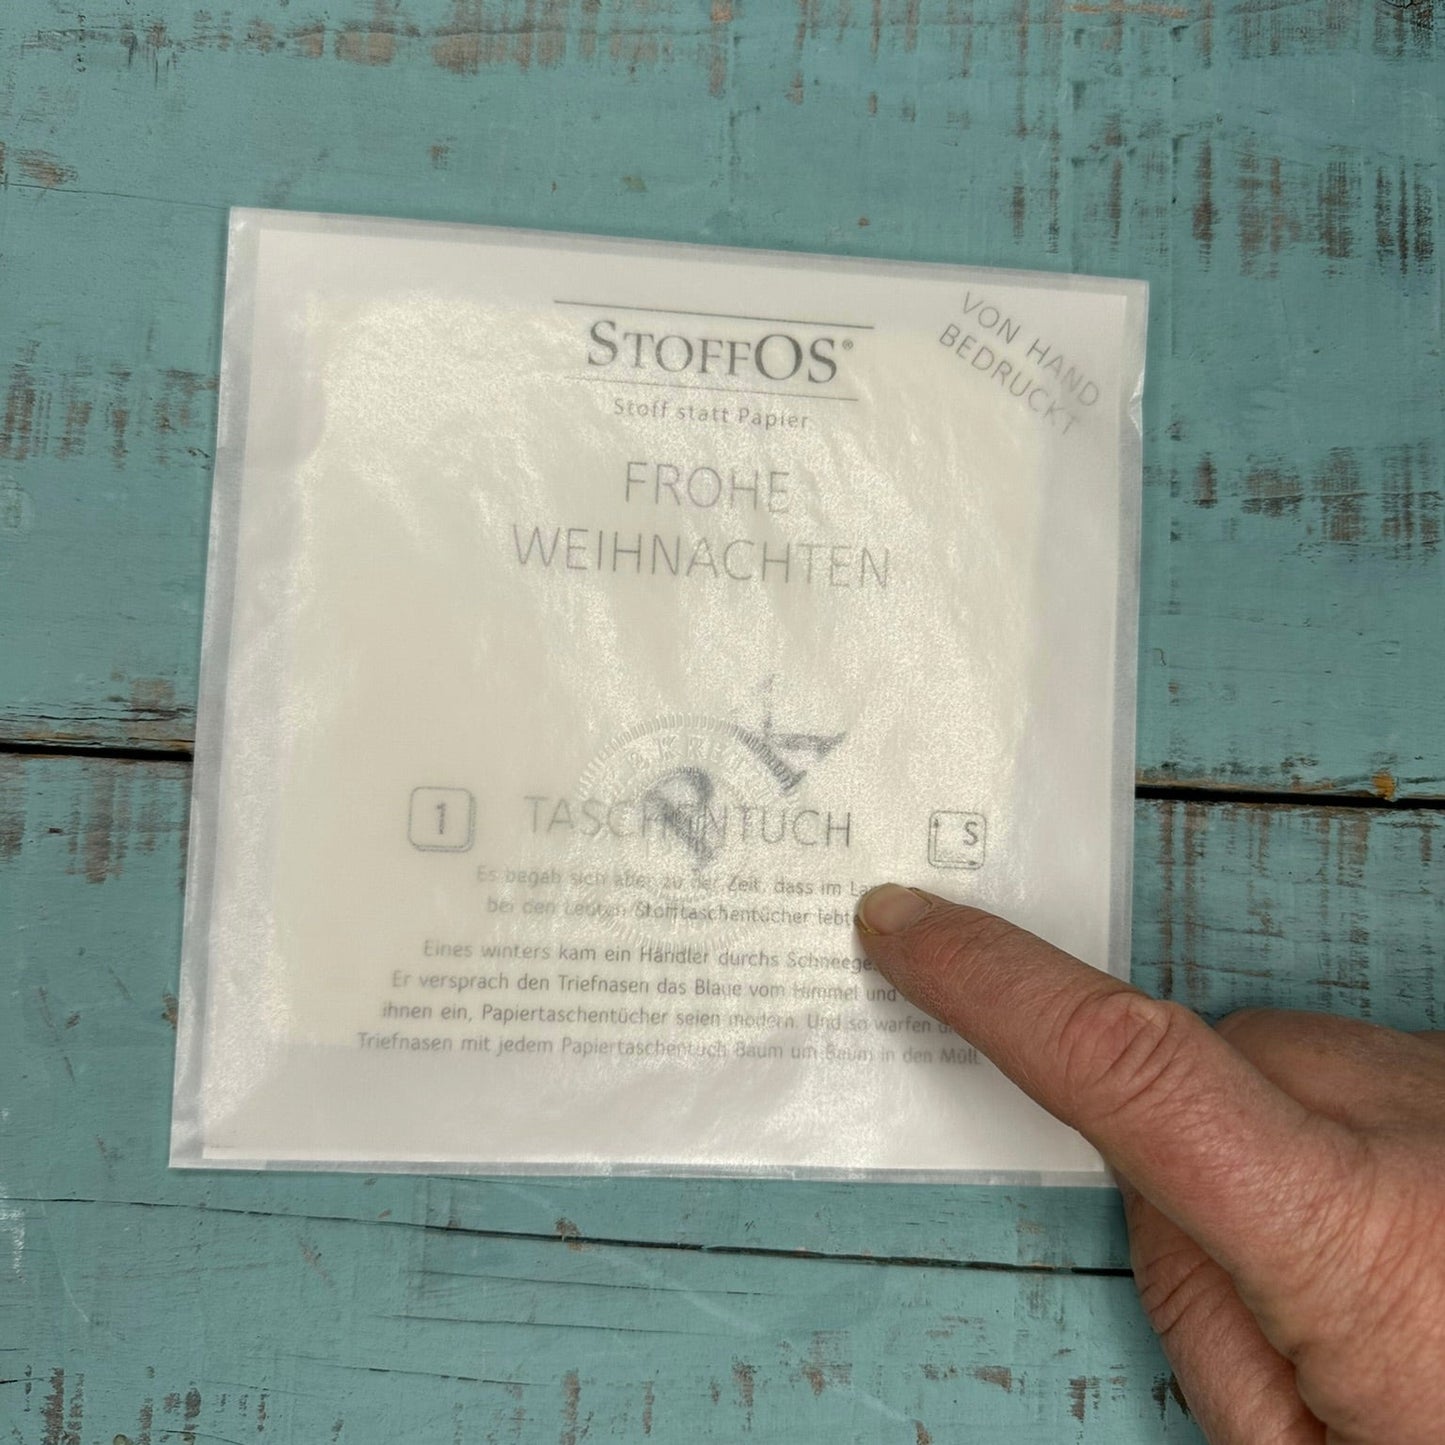 STOFFOS®
Stoff statt Papier
VON HAND
BEDRUCKT
FROHE
WEIHNACHTEN
P K
1
TASCHENTUCH
S
Es begab sich aber zu der Zeit, dass im
bei den Leuten Stofftaschentücher
Eines winters kam ein Händler durchs
Er versprach den Triefnasen das Blaue vom Himmel und
ihnen ein, Papiertaschentücher seien modern. Und so warfen
Triefnasen mit jedem Papiertaschentuch Baum um Baum in den Müll.